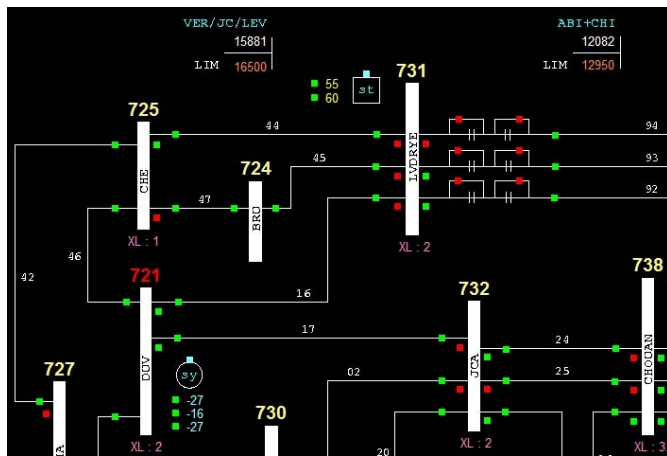 VER/JC/LEV
15881
LIM 16500
ABI+CHI
12082
LIM 12950
731
55
60
st
725
44
94
724
45
93
CHE
LVDRYE
47
BRU
92
XL : 1
XL : 2
46
42
721
16
738
732
17
24
727
DUV
sy
02
JCA
25
CHOUAN
-27
-16
-27
730
XL : 2
20
XL : 2
XL : 3